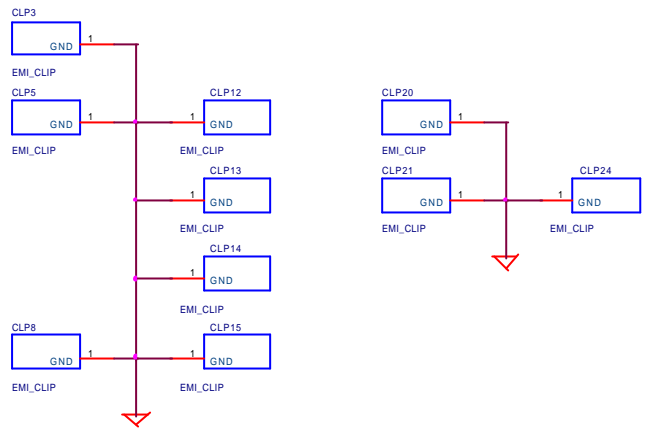 CLP3
1
GND
EMI_CLIP
CLP5
1
GND
EMI_CLIP
CLP12
1
GND
EMI_CLIP
CLP13
1
GND
EMI_CLIP
CLP14
1
GND
EMI_CLIP
CLP8
1
GND
EMI_CLIP
CLP15
1
GND
EMI_CLIP
CLP20
1
GND
EMI_CLIP
CLP21
1
GND
EMI_CLIP
CLP24
1
GND
EMI_CLIP